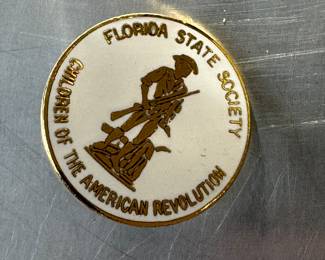 FLORIDA STATE SOCIETY
CHILDREN OF THE AMERICAN REVOLUTION